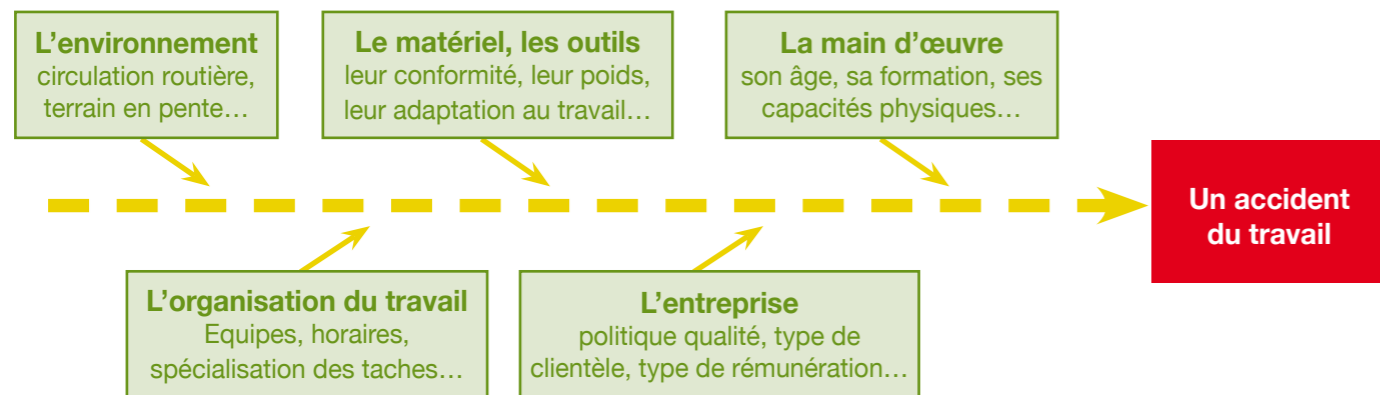 L'environnement
circulation routière,
terrain en pente…
Le matériel, les outils
leur conformité, leur poids,
leur adaptation au travail…
La main d'œuvre
son âge, sa formation, ses
capacités physiques…
Un accident
du travail
L'organisation du travail
Equipes, horaires,
spécialisation des taches…
L'entreprise
politique qualité, type de
clientèle, type de rémunération…